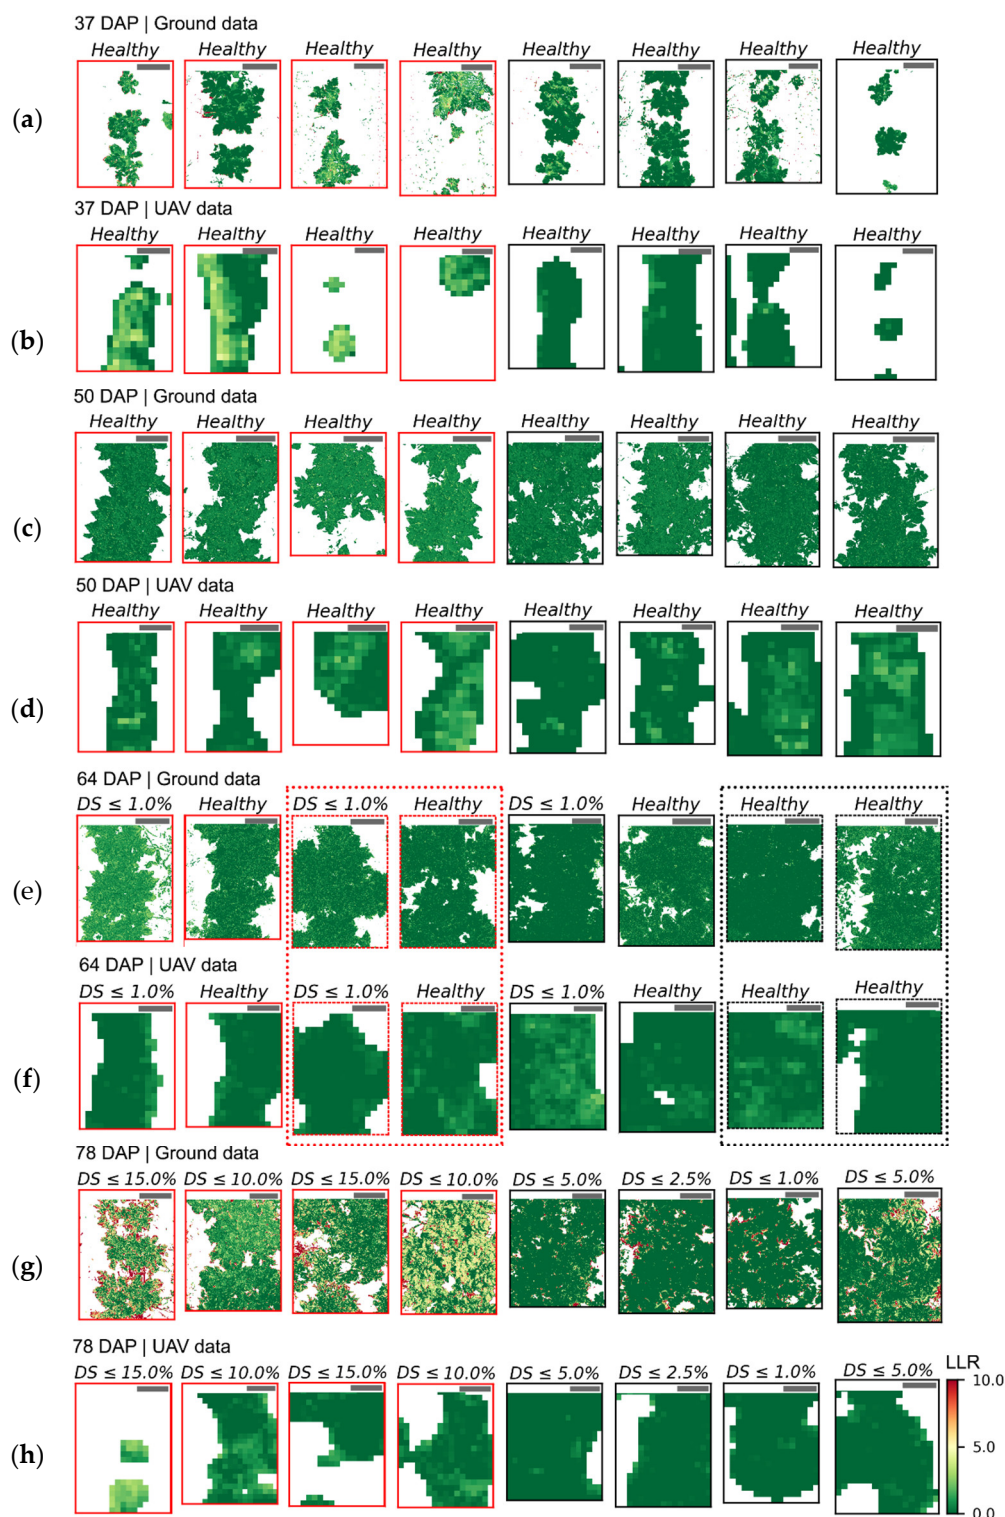 37 DAP | Ground data
Healthy Healthy Healthy Healthy Healthy Healthy Healthy Healthy
(a)
37 DAP | UAV data
Healthy Healthy Healthy Healthy Healthy Healthy Healthy Healthy
(b)
50 DAP | Ground data
Healthy Healthy Healthy Healthy Healthy Healthy Healthy Healthy
(c)
50 DAP | UAV data
Healthy Healthy Healthy Healthy Healthy Healthy Healthy Healthy
(d)
64 DAP | Ground data
DS ≤ 1.0% Healthy DS ≤ 1.0% Healthy DS ≤ 1.0% Healthy Healthy Healthy
(e)
64 DAP | UAV data
DS ≤ 1.0% Healthy DS ≤ 1.0% Healthy DS ≤ 1.0% Healthy Healthy Healthy
(f)
78 DAP | Ground data
DS ≤ 15.0% DS ≤ 10.0% DS ≤ 15.0% DS ≤ 10.0% DS ≤ 5.0% DS ≤ 2.5% DS ≤ 1.0% DS ≤ 5.0%
(g)
78 DAP | UAV data
DS ≤ 15.0% DS ≤ 10.0% DS ≤ 15.0% DS ≤ 10.0% DS ≤ 5.0% DS ≤ 2.5% DS ≤ 1.0% DS ≤ 5.0%
(h)
LLR
10.0
5.0
0.0